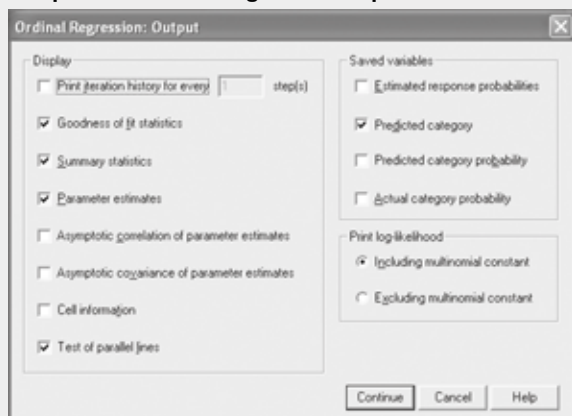 Ordinal Regression: Output
Display
Print iteration history for every 1 step(s)
Goodness of fit statistics
Summary statistics
Parameter estimates
Asymptotic correlation of parameter estimates
Asymptotic covariance of parameter estimates
Cell information
Test of parallel lines
Saved variables
Estimated response probabilities
Predicted category
Predicted category probability
Actual category probability
Print log-likelihood
Including multinomial constant
Excluding multinomial constant
Continue Cancel Help